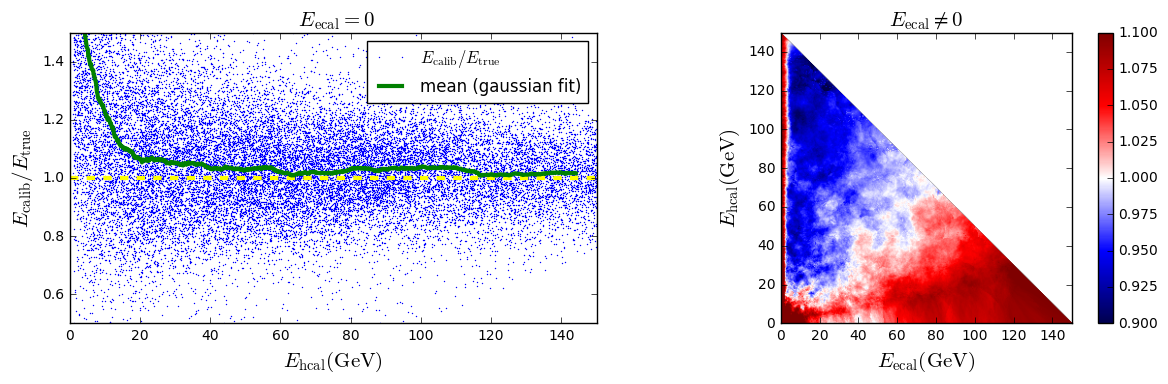 E_ecal = 0
1.4
1.2
1.0
0.8
0.6
0 20 40 60 80 100 120 140
E_calib/E_true
E_hcal(GeV)
E_calib/E_true
mean (gaussian fit)
E_ecal ≠ 0
140
120
100
80
60
40
20
0
0 20 40 60 80 100 120 140
E_hcal(GeV)
E_ecal(GeV)
1.100
1.075
1.050
1.025
1.000
0.975
0.950
0.925
0.900